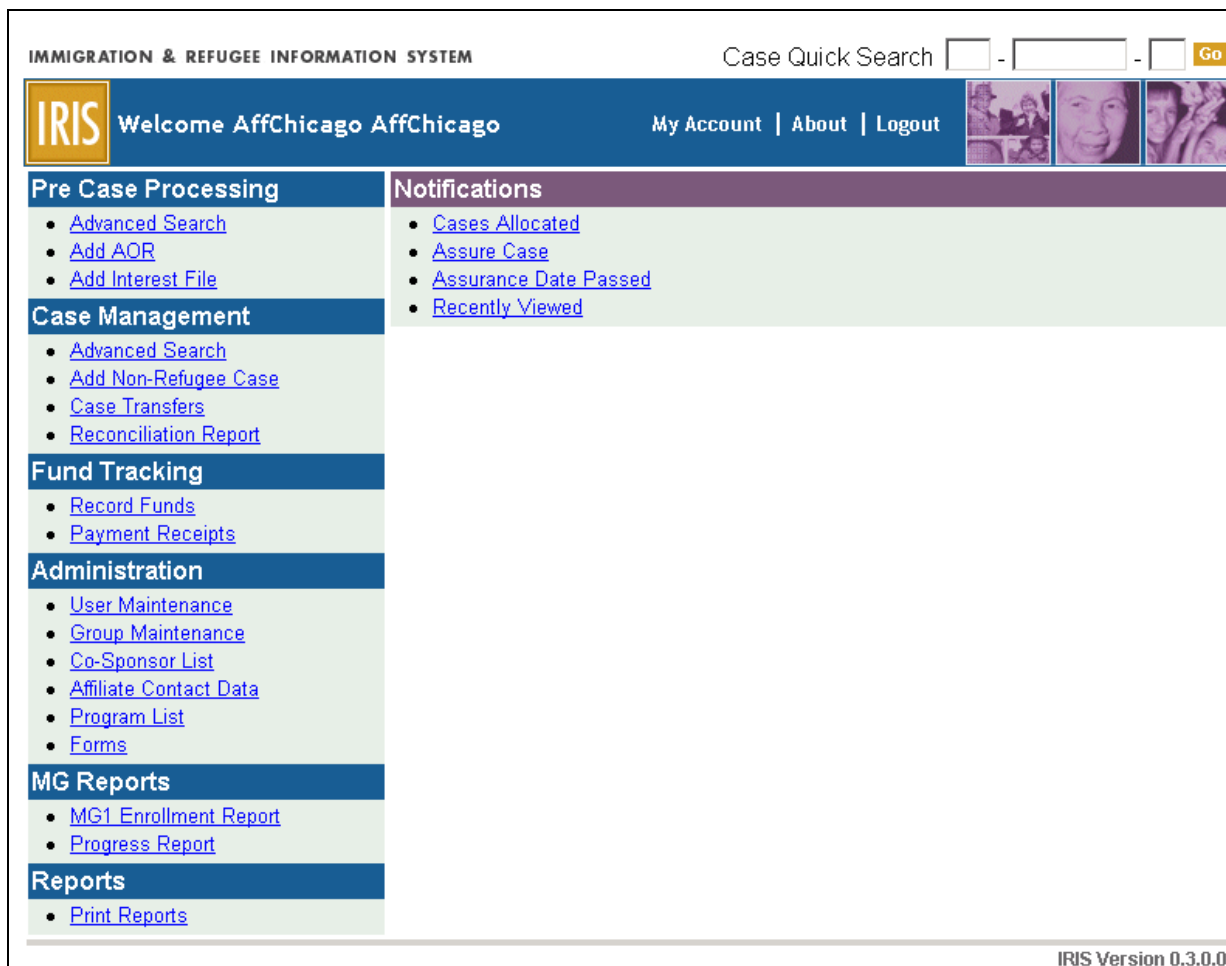 IMMIGRATION & REFUGEE INFORMATION SYSTEM
Case Quick Search - - Go
IRIS Welcome AffChicago AffChicago
My Account | About | Logout
Pre Case Processing
Advanced Search
Add AOR
Add Interest File
Case Management
Advanced Search
Add Non-Refugee Case
Case Transfers
Reconciliation Report
Fund Tracking
Record Funds
Payment Receipts
Administration
User Maintenance
Group Maintenance
Co-Sponsor List
Affiliate Contact Data
Program List
Forms
MG Reports
MG1 Enrollment Report
Progress Report
Reports
Print Reports
Notifications
Cases Allocated
Assure Case
Assurance Date Passed
Recently Viewed
IRIS Version 0.3.0.0